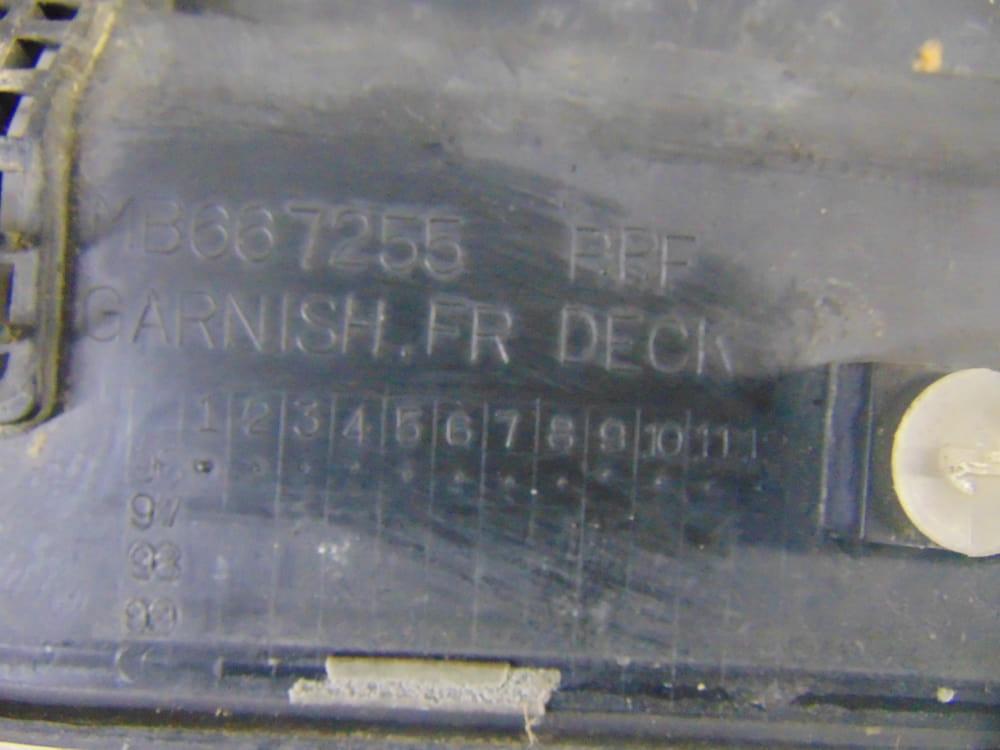 MB667255 PPF
GARNISH.FR DECK
1 2 3 4 5 6 7 8 9 10 11
97
98
99